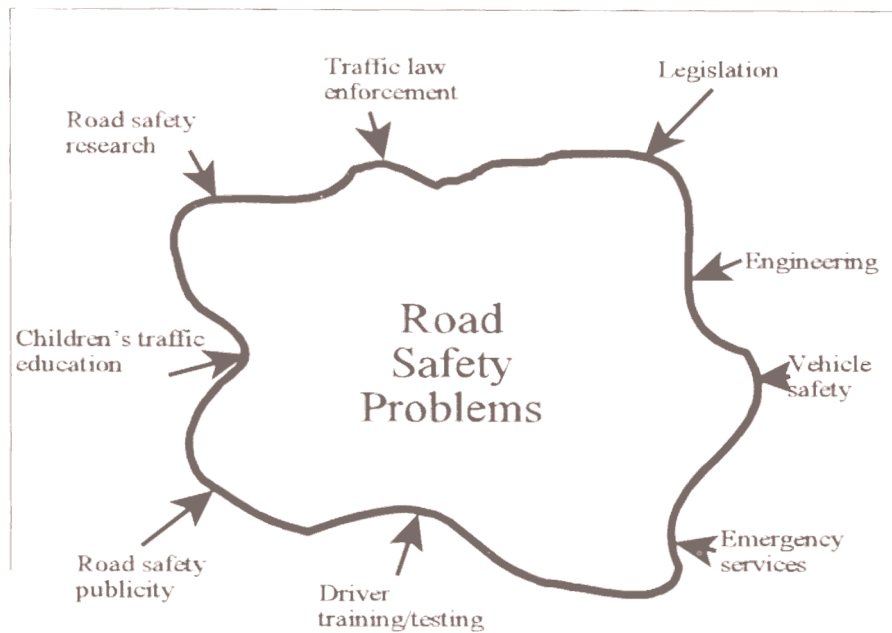 Traffic law
enforcement
Legislation
Road safety
research
Engineering
Road
Safety
Problems
Children's traffic
education
Vehicle
safety
Emergency
services
Road safety
publicity
Driver
training/testing